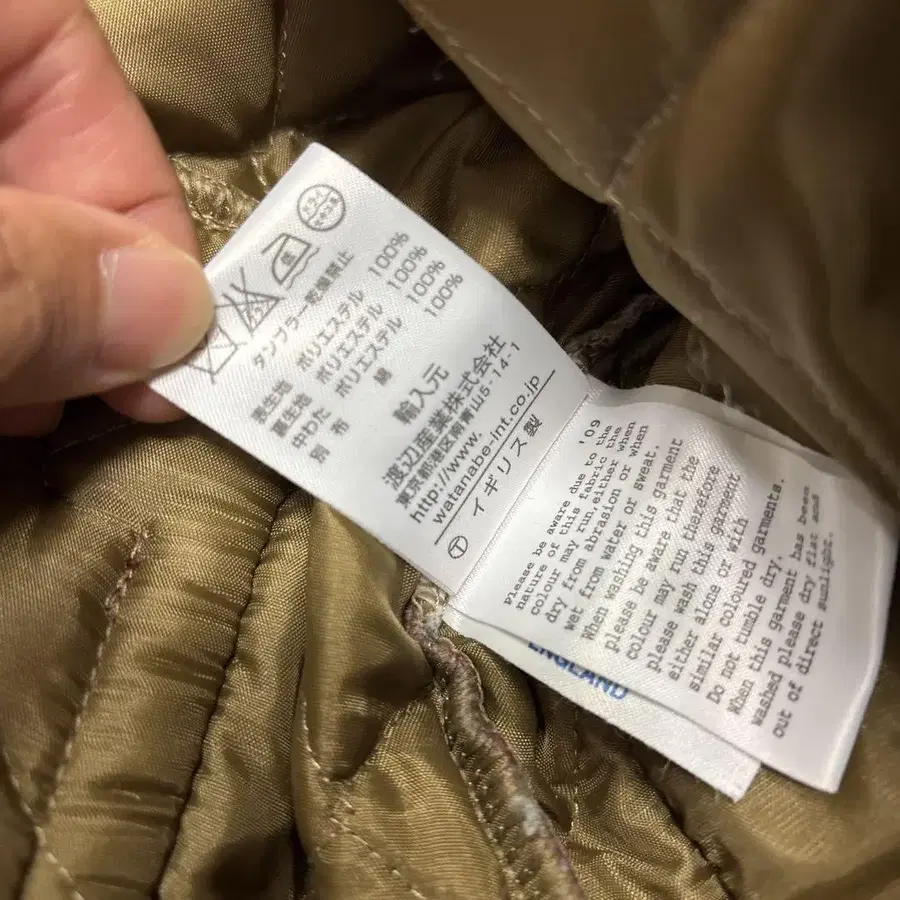 タンブラー乾燥禁止
表生地 ポリエステル 100%
裏生地 ポリエステル 100%
中わた ポリエステル 100%
別 布 綿 100%
輸入元
渡辺産業株式会社
東京都港区南青山5-14-1
http://www.
watanabe-int.co.jp
Ⓣ イギリス製
'09
Please be aware due to the
nature of this fabric the
colour may run,either when
dry from abrasion or when
wet from water or sweat.
When washing this garment
please be aware that the
colour may run therefore
please wash this garment
either alone or with
similar coloured garments.
Do not tumble dry.
When this garment has been
washed please dry flat and
out of direct sunlight.
ENGLAND